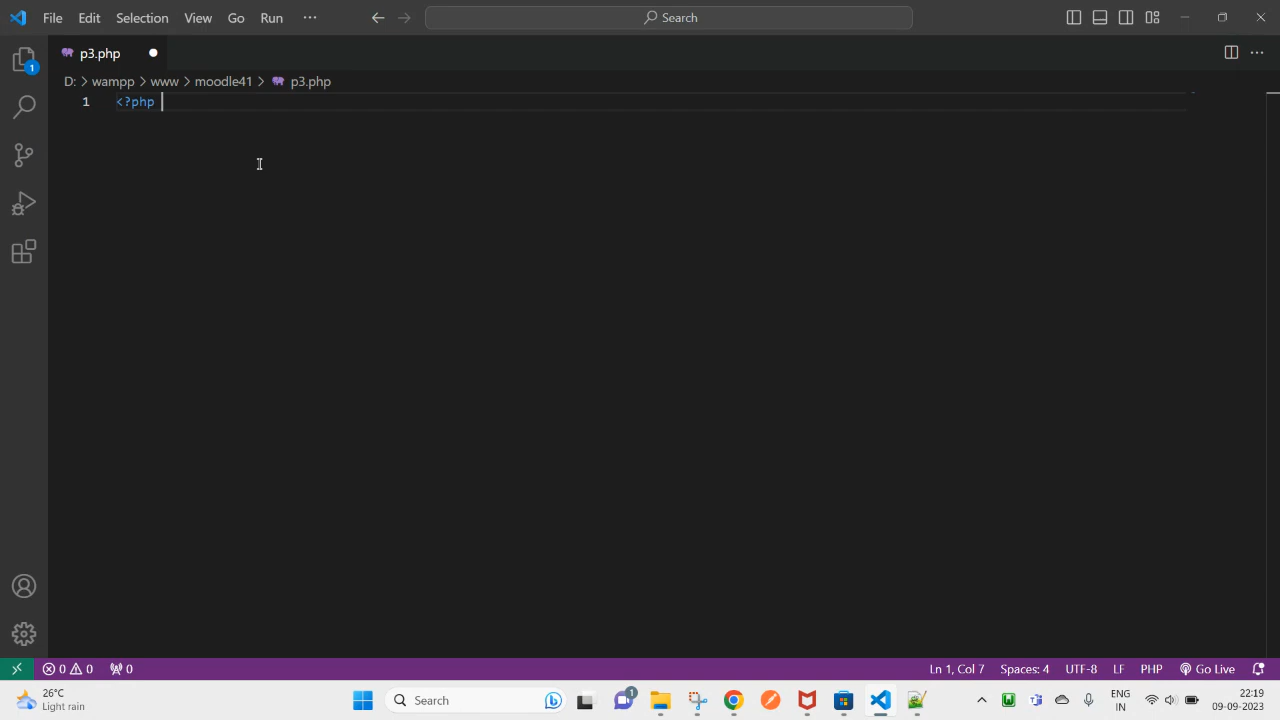 File Edit Selection View Go Run ··· Search
p3.php
D: > wampp > www > moodle41 > p3.php
1
1 <?php
0 0 0 Ln 1, Col 7 Spaces: 4 UTF-8 LF PHP Go Live
26°C
Light rain
Search
1
ENG
IN
22:19
09-09-2023